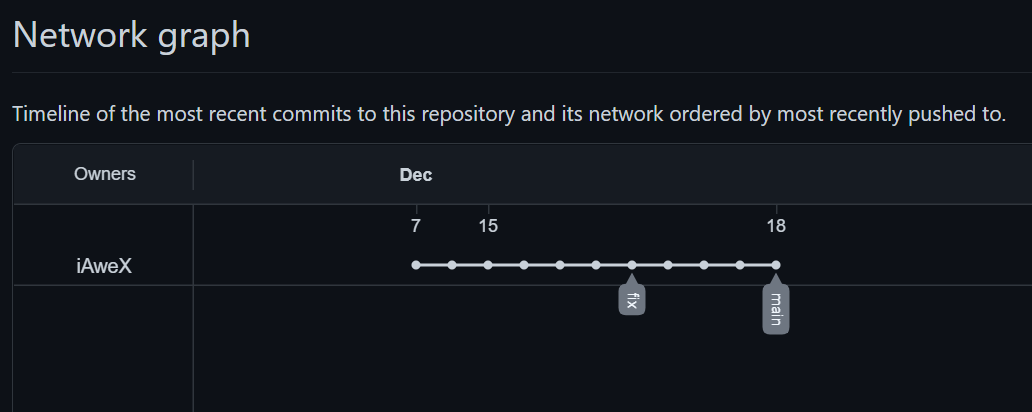 Network graph
Timeline of the most recent commits to this repository and its network ordered by most recently pushed to.
Owners
Dec
7 15 18
iAweX
fix
main